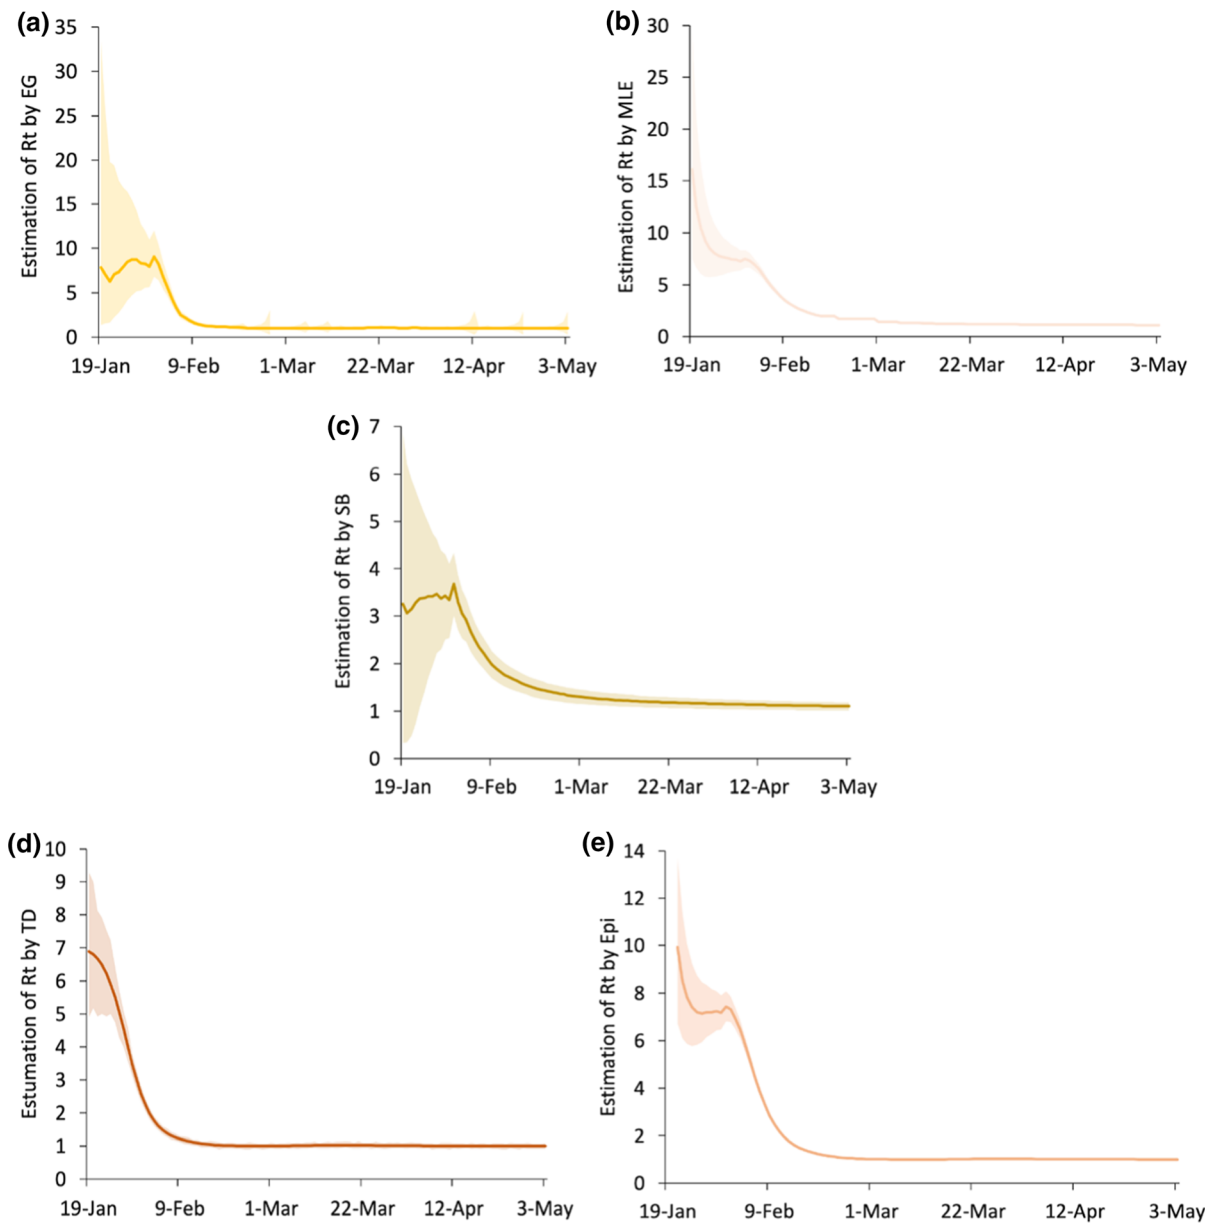 (a)
Estimation of Rt by EG
35
30
25
20
15
10
5
0
19-Jan 9-Feb 1-Mar 22-Mar 12-Apr 3-May
(b)
Estimation of Rt by MLE
30
25
20
15
10
5
0
19-Jan 9-Feb 1-Mar 22-Mar 12-Apr 3-May
(c)
Estimation of Rt by SB
7
6
5
4
3
2
1
0
19-Jan 9-Feb 1-Mar 22-Mar 12-Apr 3-May
(d)
Estumation of Rt by TD
10
9
8
7
6
5
4
3
2
1
0
19-Jan 9-Feb 1-Mar 22-Mar 12-Apr 3-May
(e)
Estimation of Rt by Epi
14
12
10
8
6
4
2
0
19-Jan 9-Feb 1-Mar 22-Mar 12-Apr 3-May